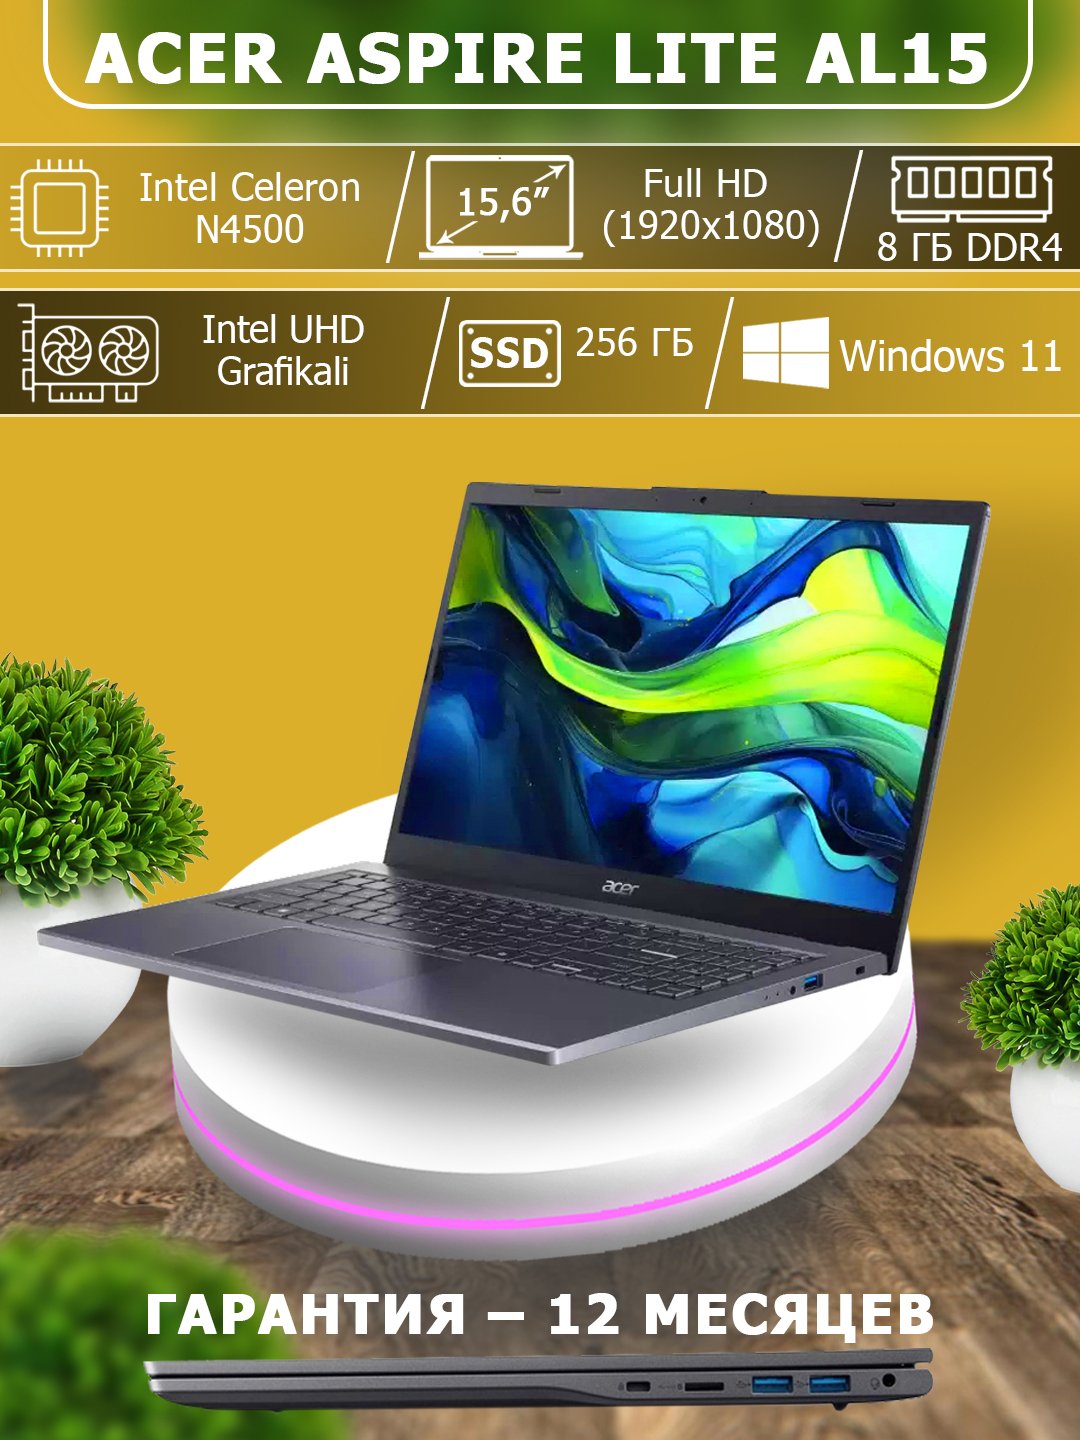 ACER ASPIRE LITE AL15
Intel Celeron
N4500
15,6”
Full HD
(1920x1080)
8 ГБ DDR4
Intel UHD
Grafikali
SSD
256 ГБ
Windows 11
acer
ГАРАНТИЯ – 12 МЕСЯЦЕВ